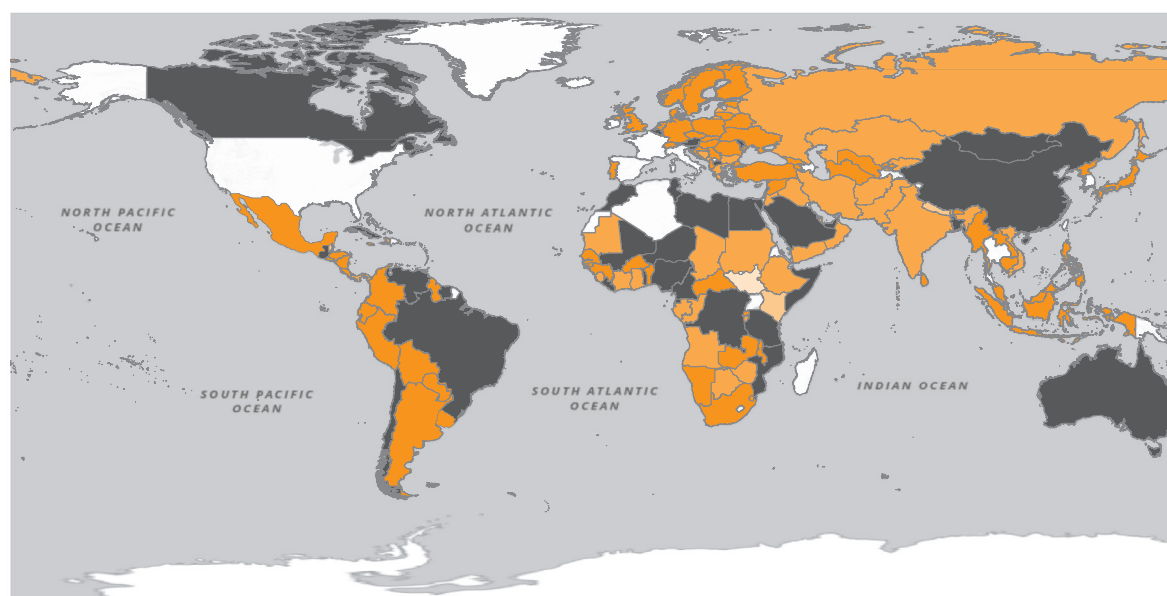 NORTH PACIFIC
OCEAN
NORTH ATLANTIC
OCEAN
SOUTH PACIFIC
OCEAN
SOUTH ATLANTIC
OCEAN
INDIAN OCEAN